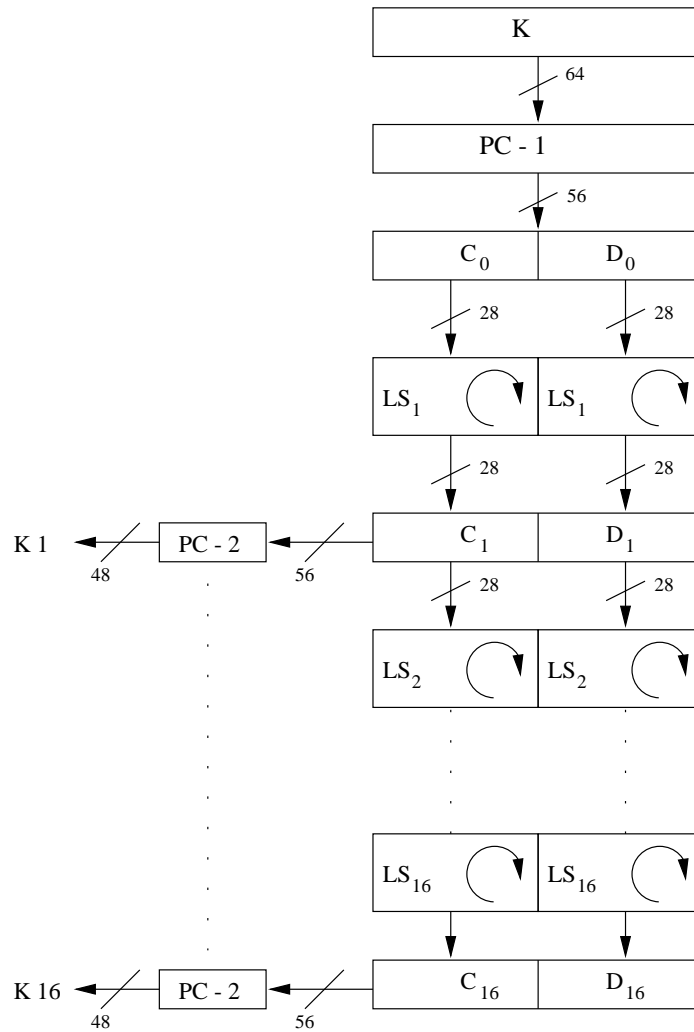 K
64
PC - 1
56
C0 D0
28 28
LS1 LS1
28 28
K 1 48 PC - 2 56 C1 D1
28 28
LS2 LS2
LS16 LS16
K 16 48 PC - 2 56 C16 D16